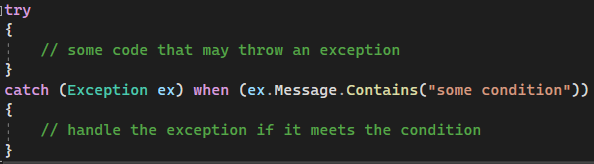 try
{
    // some code that may throw an exception
}
catch (Exception ex) when (ex.Message.Contains("some condition"))
{
    // handle the exception if it meets the condition
}